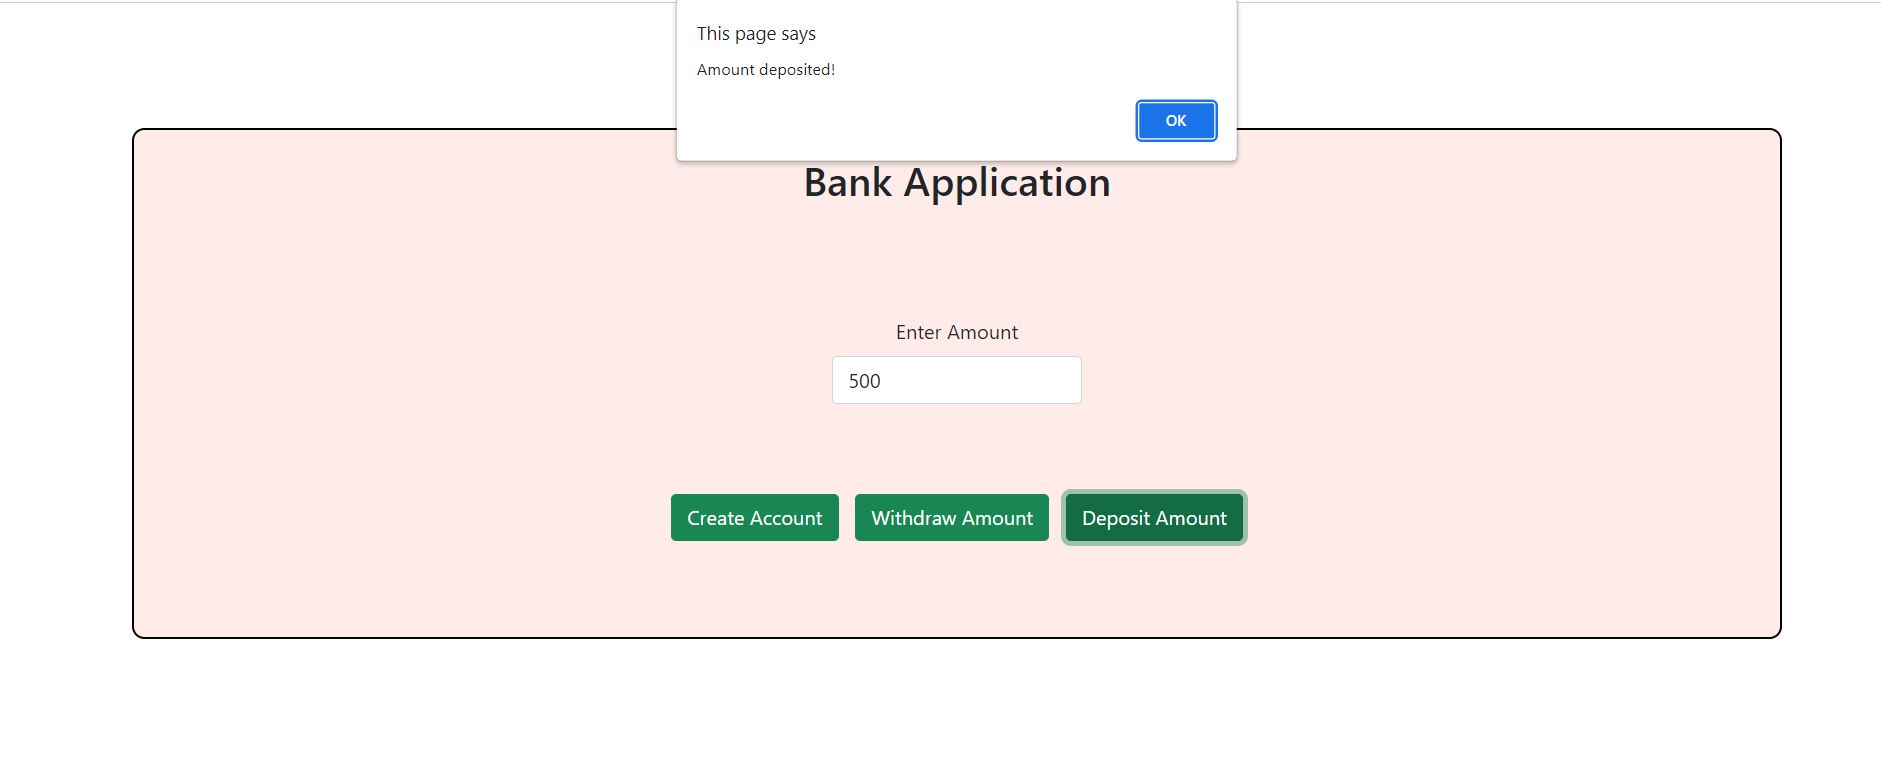 This page says
Amount deposited!
OK
Bank Application
Enter Amount
500
Create Account
Withdraw Amount
Deposit Amount